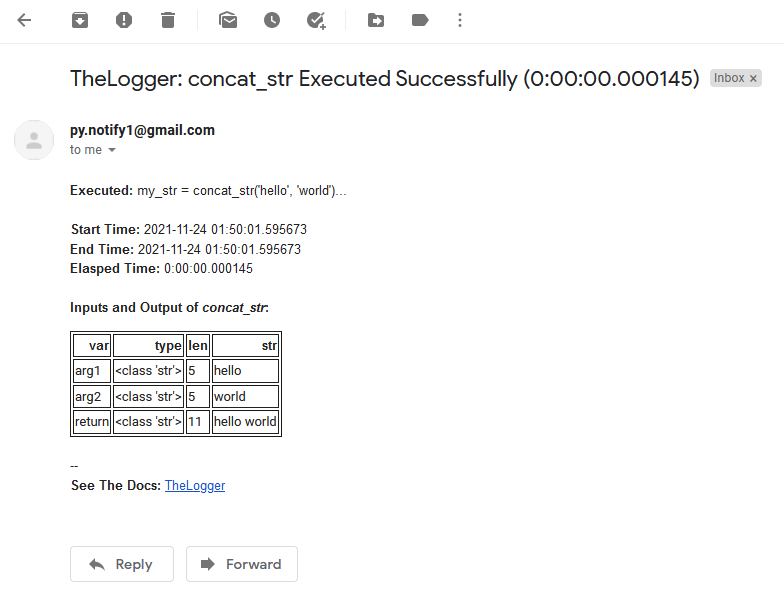 TheLogger: concat_str Executed Successfully (0:00:00.000145) Inbox x
py.notify1@gmail.com
to me
Executed: my_str = concat_str('hello', 'world')...
Start Time: 2021-11-24 01:50:01.595673
End Time: 2021-11-24 01:50:01.595673
Elasped Time: 0:00:00.000145
Inputs and Output of concat_str:
var type len str
arg1 <class 'str'> 5 hello
arg2 <class 'str'> 5 world
return <class 'str'> 11 hello world
--
See The Docs: TheLogger
Reply Forward